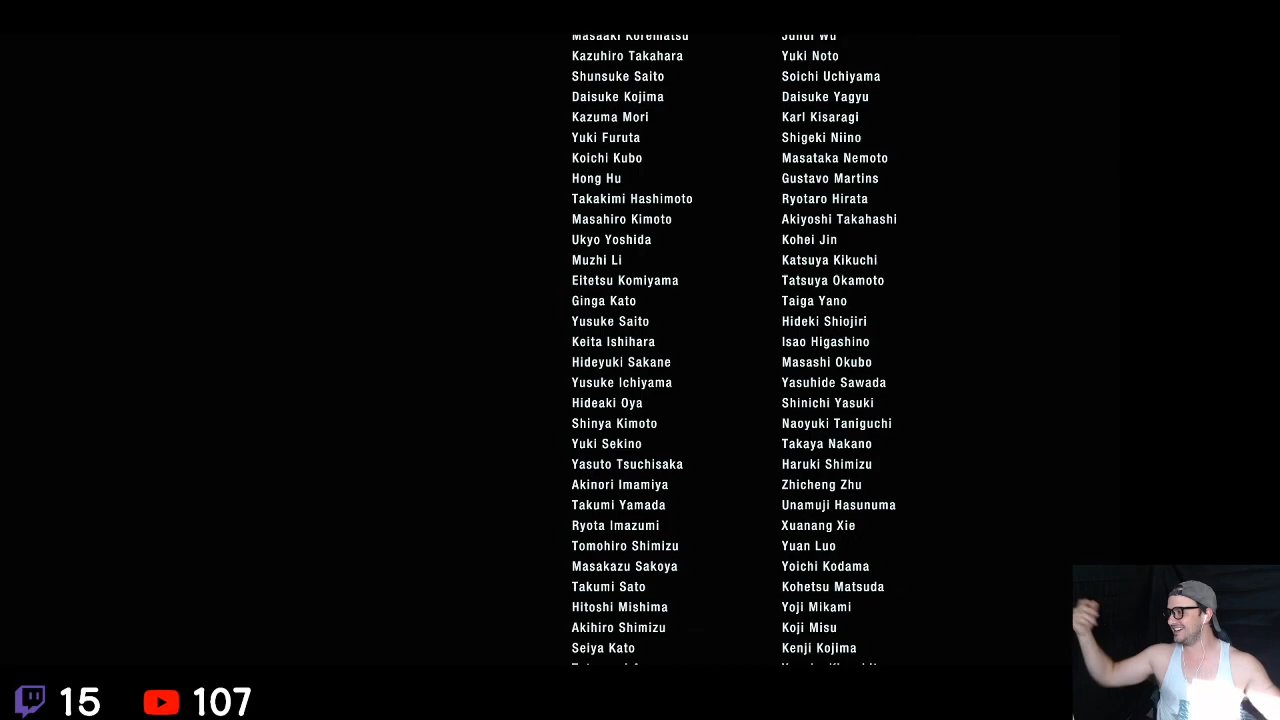 Masaaki Korematsu Junui Wu
Kazuhiro Takahara Yuki Noto
Shunsuke Saito Soichi Uchiyama
Daisuke Kojima Daisuke Yagyu
Kazuma Mori Karl Kisaragi
Yuki Furuta Shigeki Niino
Koichi Kubo Masataka Nemoto
Hong Hu Gustavo Martins
Takakimi Hashimoto Ryotaro Hirata
Masahiro Kimoto Akiyoshi Takahashi
Ukyo Yoshida Kohei Jin
Muzhi Li Katsuya Kikuchi
Eitetsu Komiyama Tatsuya Okamoto
Ginga Kato Taiga Yano
Yusuke Saito Hideki Shiojiri
Keita Ishihara Isao Higashino
Hideyuki Sakane Masashi Okubo
Yusuke Ichiyama Yasuhide Sawada
Hideaki Oya Shinichi Yasuki
Shinya Kimoto Naoyuki Taniguchi
Yuki Sekino Takaya Nakano
Yasuto Tsuchisaka Haruki Shimizu
Akinori Imamiya Zhicheng Zhu
Takumi Yamada Unamuji Hasunuma
Ryota Imazumi Xuanang Xie
Tomohiro Shimizu Yuan Luo
Masakazu Sakoya Yoichi Kodama
Takumi Sato Kohetsu Matsuda
Hitoshi Mishima Yoji Mikami
Akihiro Shimizu Koji Misu
Seiya Kato Kenji Kojima
15 107